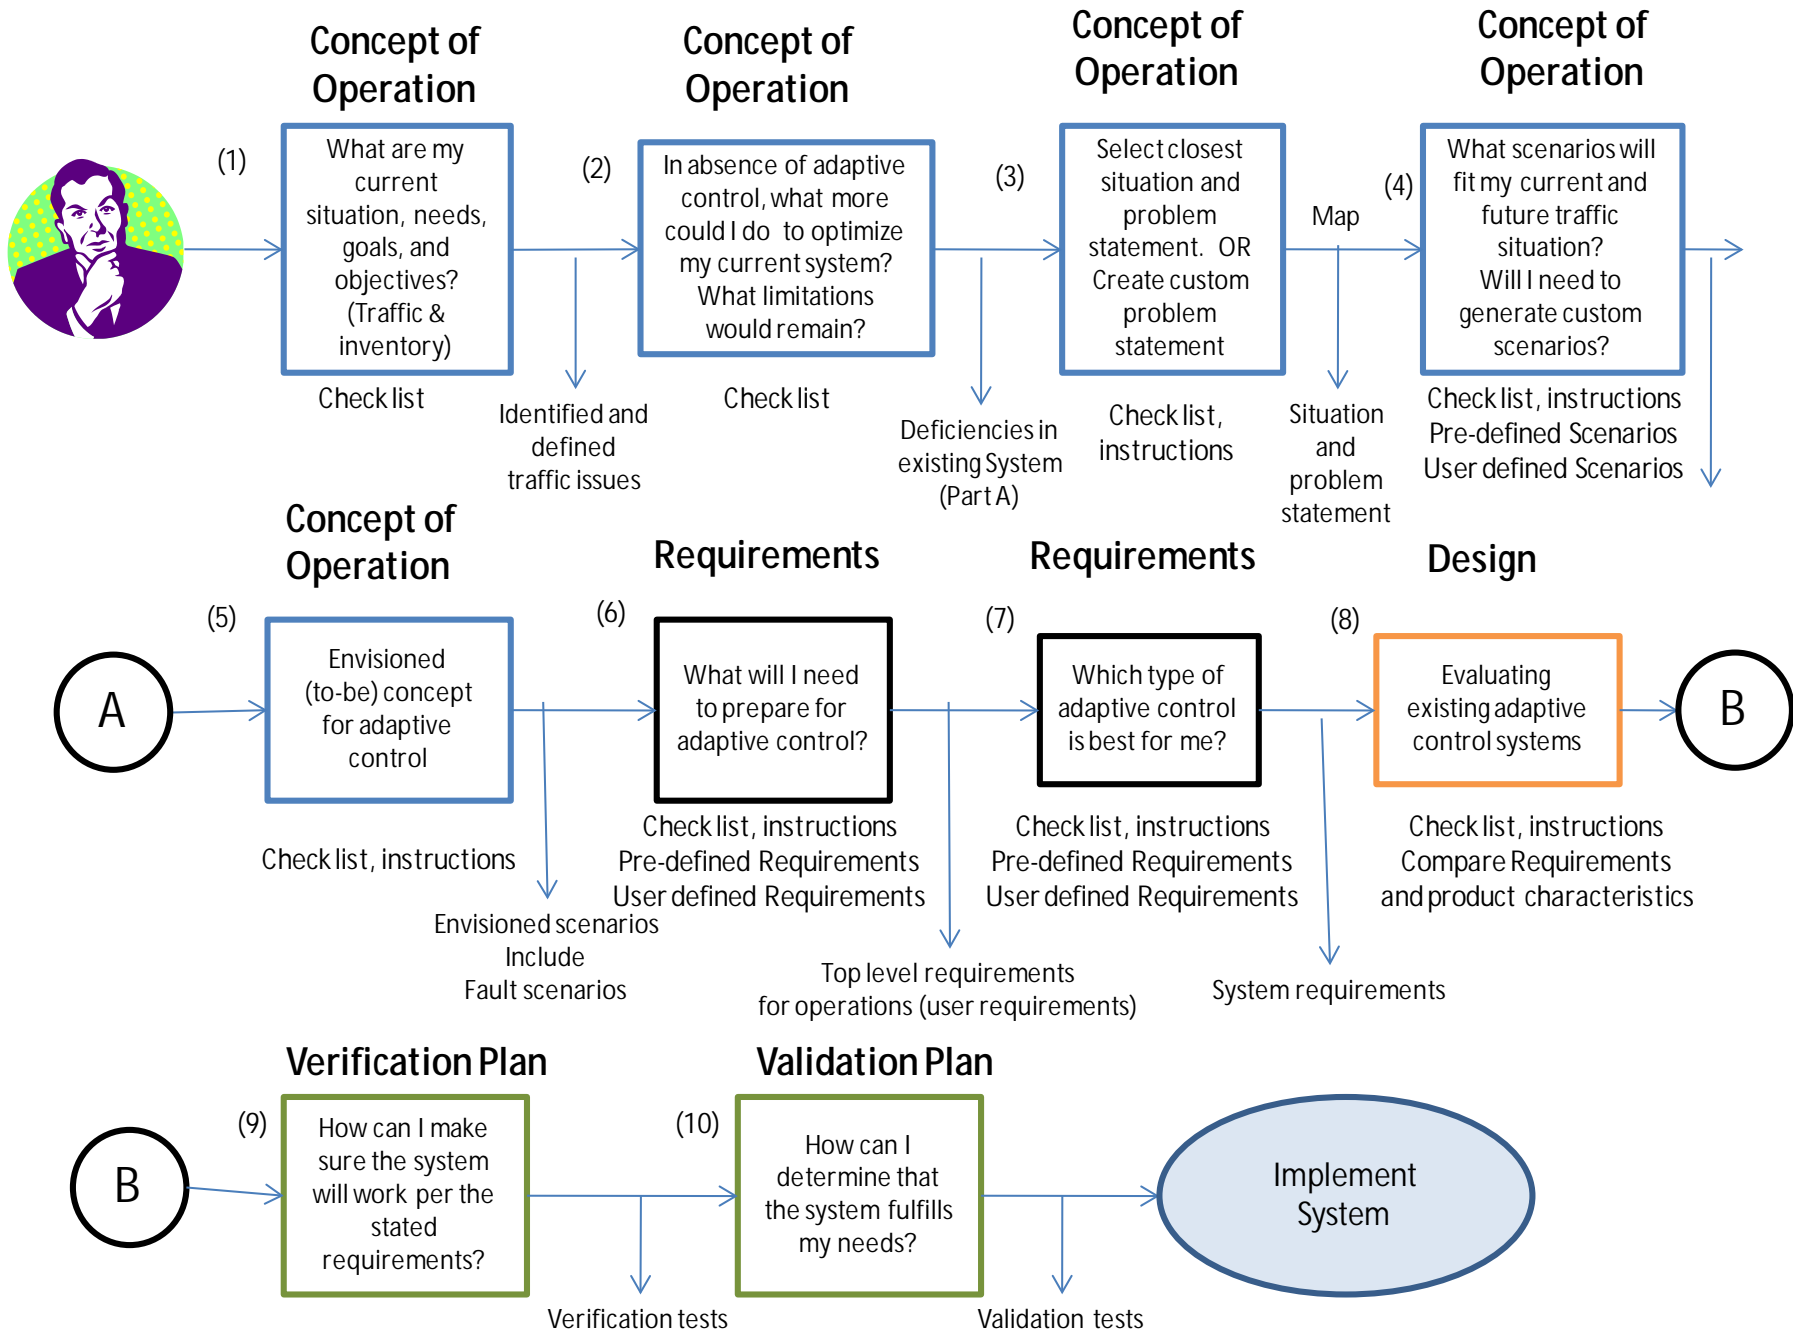 Concept of
Operation
Concept of
Operation
Concept of
Operation
Concept of
Operation
(1)
What are my
current
situation, needs,
goals, and
objectives?
(Traffic &
inventory)
Check list
Identified and
defined
traffic issues
(2)
In absence of adaptive
control, what more
could I do to optimize
my current system?
What limitations
would remain?
Check list
Deficiencies in
existing System
(Part A)
(3)
Select closest
situation and
problem
statement. OR
Create custom
problem
statement
Check list,
instructions
Map
Situation
and
problem
statement
(4)
What scenarios will
fit my current and
future traffic
situation?
Will I need to
generate custom
scenarios?
Check list, instructions
Pre-defined Scenarios
User defined Scenarios
Concept of
Operation
Requirements
Requirements
Design
A
(5)
Envisioned
(to-be) concept
for adaptive
control
Check list, instructions
Envisioned scenarios
Include
Fault scenarios
(6)
What will I need
to prepare for
adaptive control?
Check list, instructions
Pre-defined Requirements
User defined Requirements
Top level requirements
for operations (user requirements)
(7)
Which type of
adaptive control
is best for me?
Check list, instructions
Pre-defined Requirements
User defined Requirements
System requirements
(8)
Evaluating
existing adaptive
control systems
Check list, instructions
Compare Requirements
and product characteristics
B
Verification Plan
Validation Plan
B
(9)
How can I make
sure the system
will work per the
stated
requirements?
Verification tests
(10)
How can I
determine that
the system fulfills
my needs?
Validation tests
Implement
System